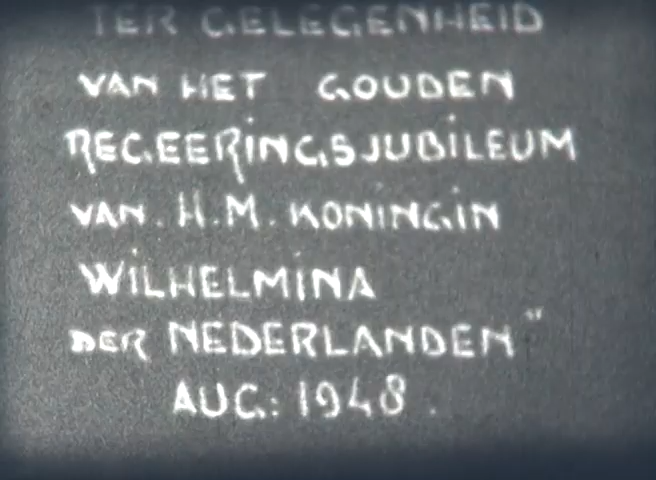 TER GELEGENHEID
VAN HET GOUDEN
REGEERINGSJUBILEUM
VAN. H.M. KONINGIN
WILHELMINA
DER NEDERLANDEN"
AUG: 1948.